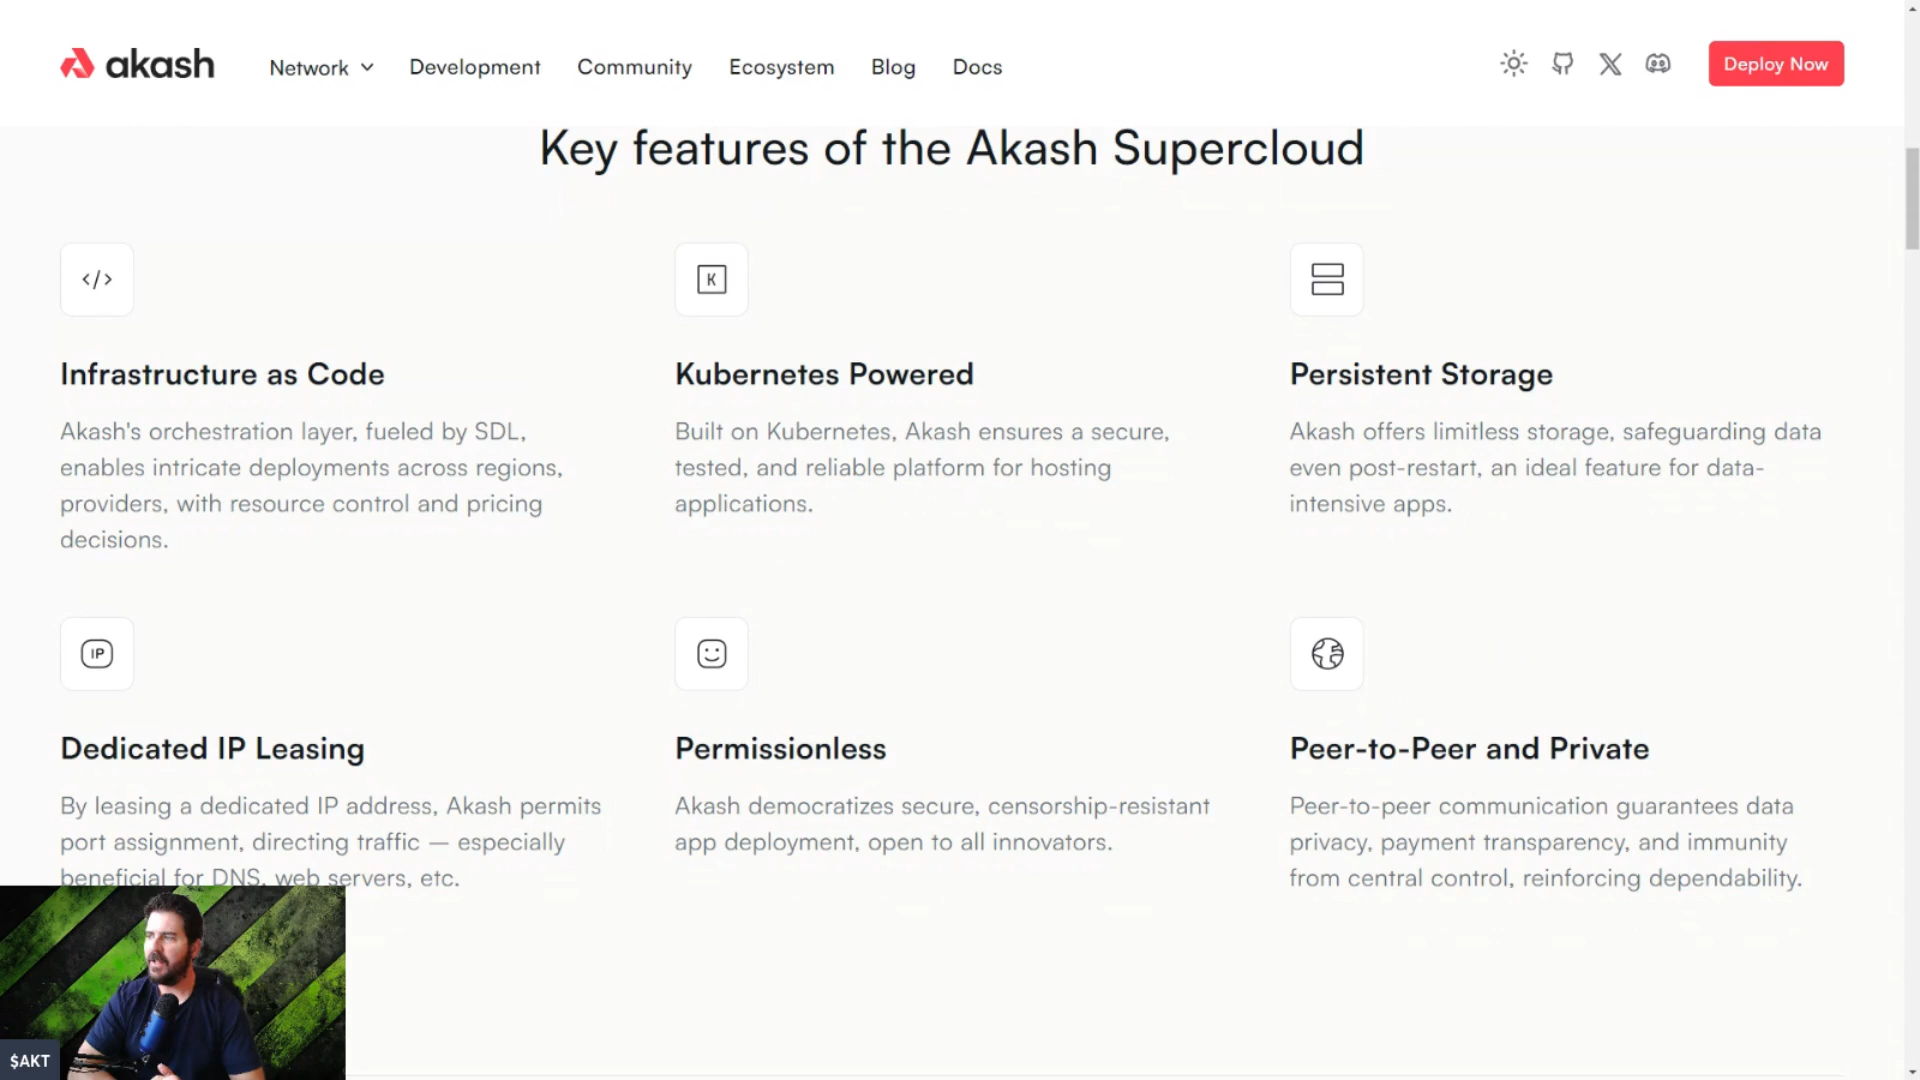 akash
Network
Development
Community
Ecosystem
Blog
Docs
Deploy Now
Key features of the Akash Supercloud
</>
K
Infrastructure as Code
Akash's orchestration layer, fueled by SDL,
enables intricate deployments across regions,
providers, with resource control and pricing
decisions.
Kubernetes Powered
Built on Kubernetes, Akash ensures a secure,
tested, and reliable platform for hosting
applications.
Persistent Storage
Akash offers limitless storage, safeguarding data
even post-restart, an ideal feature for data-
intensive apps.
IP
Dedicated IP Leasing
By leasing a dedicated IP address, Akash permits
port assignment, directing traffic — especially
beneficial for DNS, web servers, etc.
Permissionless
Akash democratizes secure, censorship-resistant
app deployment, open to all innovators.
Peer-to-Peer and Private
Peer-to-peer communication guarantees data
privacy, payment transparency, and immunity
from central control, reinforcing dependability.
$AKT